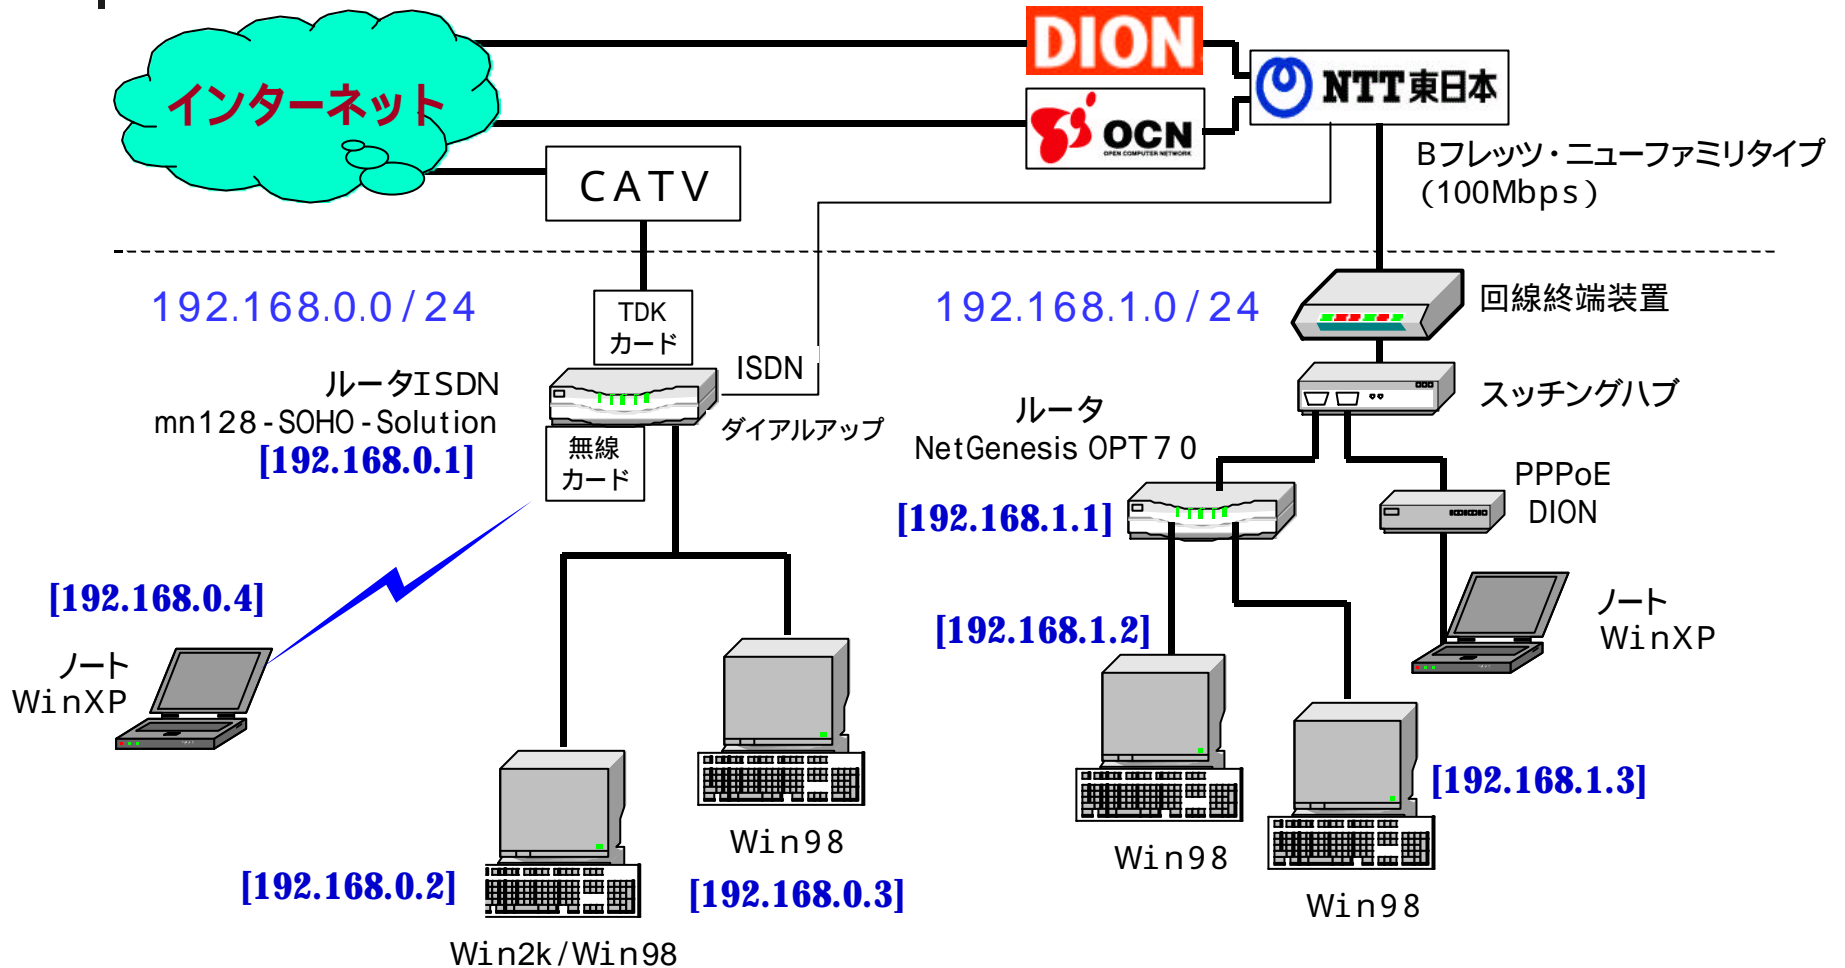 DION
インターネット
NTT東日本
OCN
OPEN COMPUTER NETWORK
Bフレッツ・ニューファミリタイプ
(100Mbps)
CATV
192.168.0.0/24
TDK
カード
192.168.1.0/24
回線終端装置
ルータISDN
mn128-SOHO-Solution
[192.168.0.1]
ISDN
ダイアルアップ
無線
カード
ルータ
NetGenesis OPT70
[192.168.1.1]
スッチングハブ
PPPoE
DION
[192.168.0.4]
ノート
WinXP
[192.168.1.2]
ノート
WinXP
Win98
[192.168.0.3]
[192.168.0.2]
Win2k/Win98
Win98
[192.168.1.3]
Win98